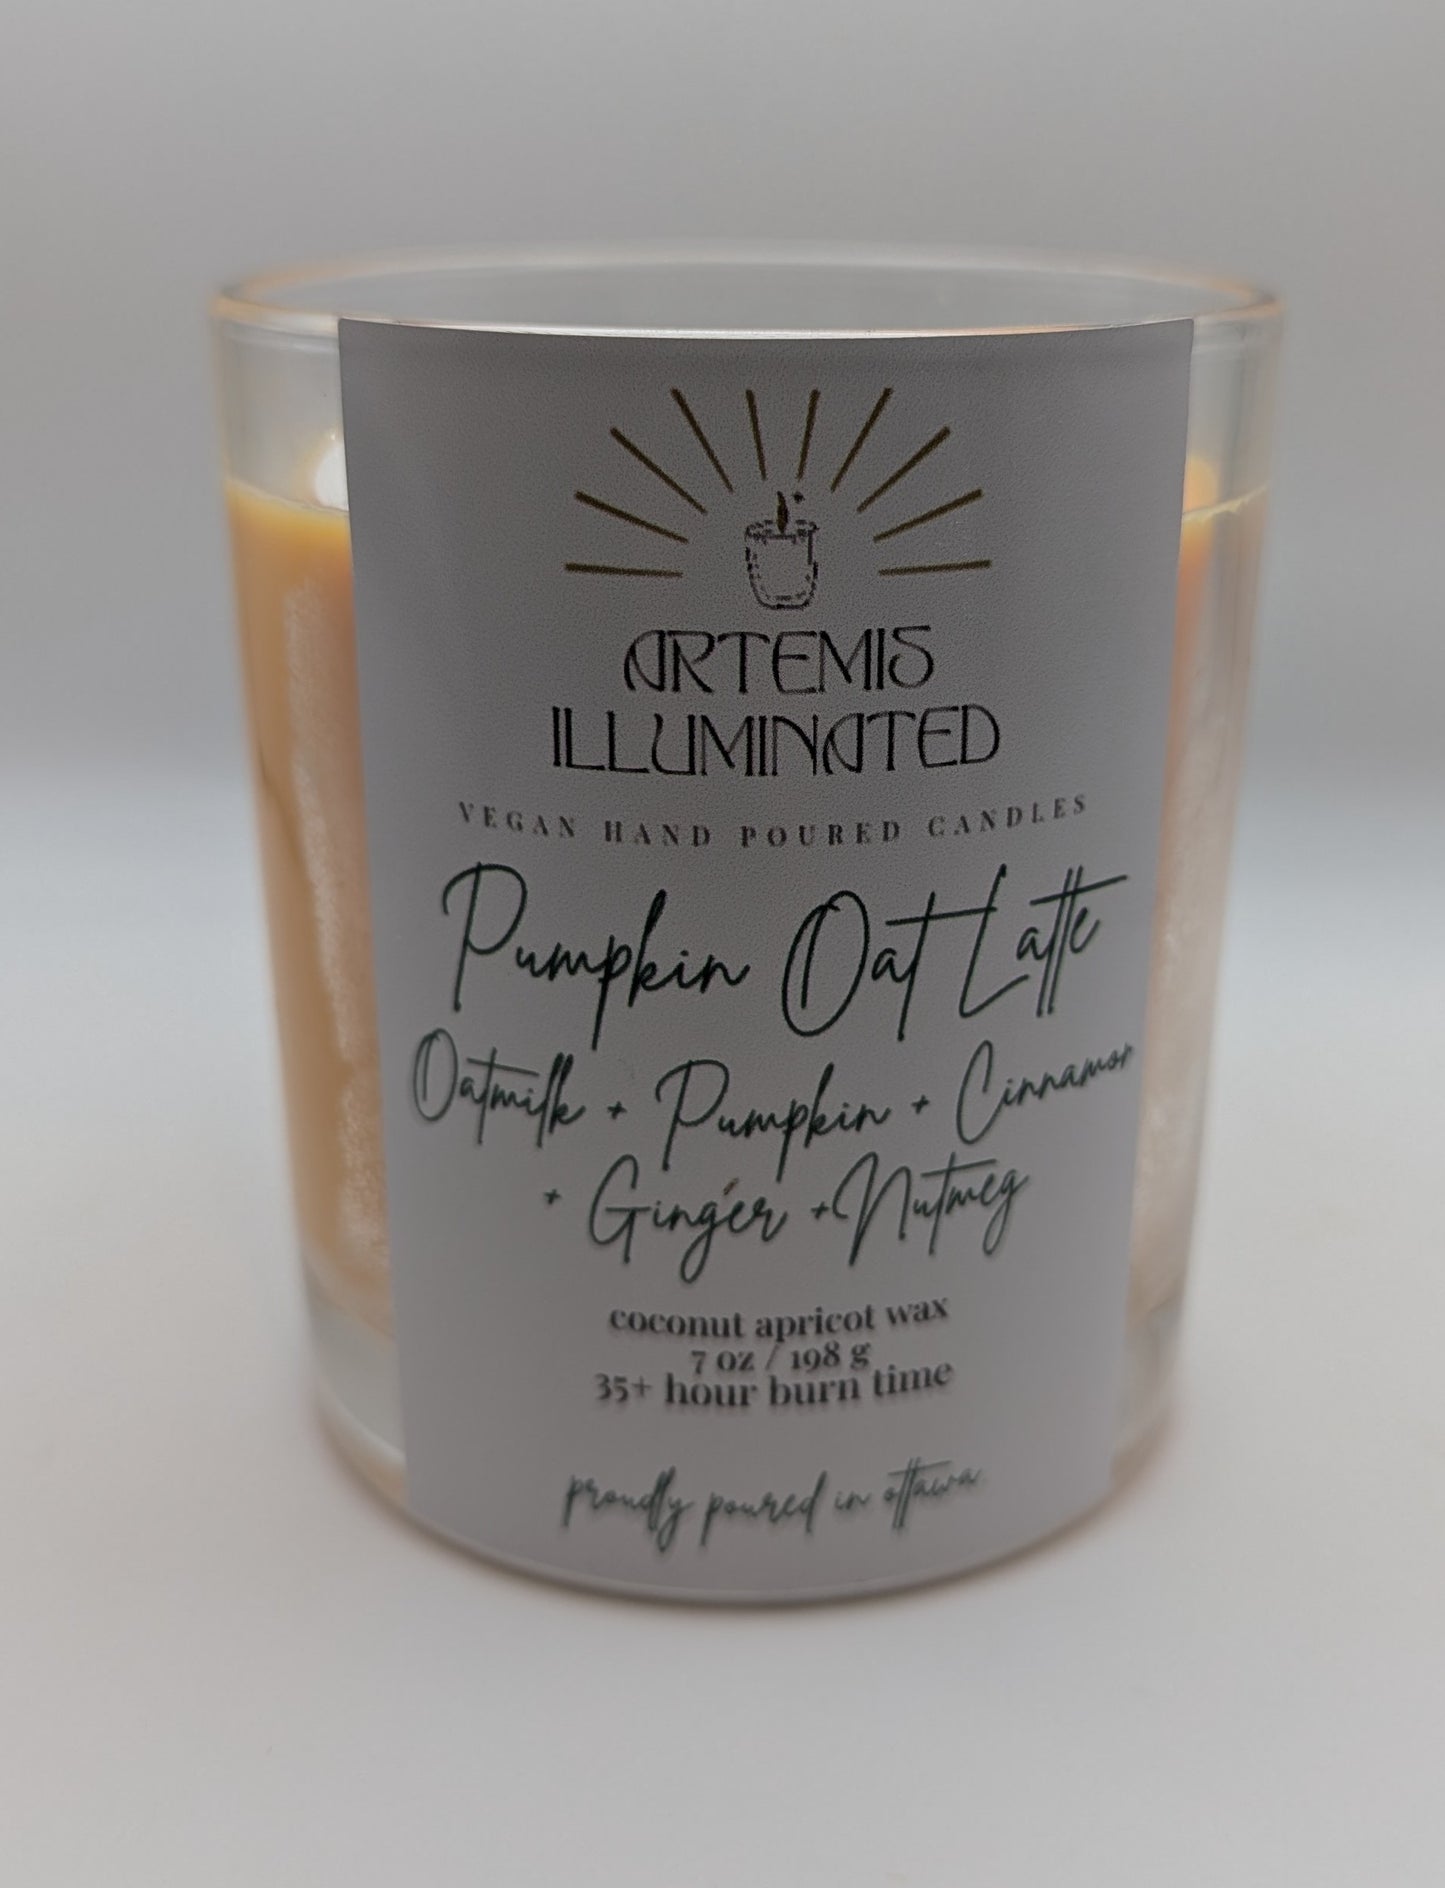 ARTEMIS
ILLUMINATED
VEGAN HAND POURED CANDLES
Pumpkin Oat Latte
Oatmilk + Pumpkin + Cinnamon
+ Ginger + Nutmeg
coconut apricot wax
7 oz / 198 g
35+ hour burn time
proudly poured in ottawa